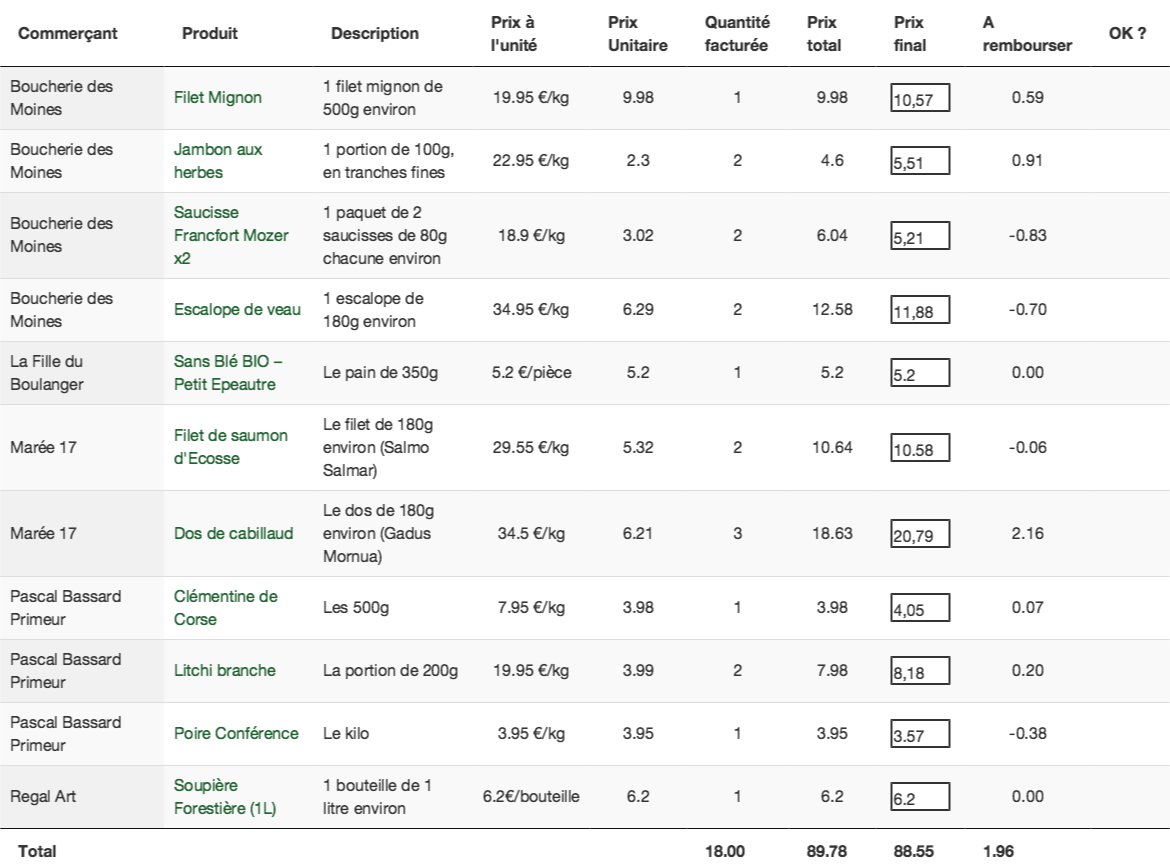 Commerçant Produit Description Prix à l'unité Prix Unitaire Quantité facturée Prix total Prix final A rembourser OK ?
Boucherie des Moines Filet Mignon 1 filet mignon de 500g environ 19.95 €/kg 9.98 1 9.98 10,57 0.59
Boucherie des Moines Jambon aux herbes 1 portion de 100g, en tranches fines 22.95 €/kg 2.3 2 4.6 5,51 0.91
Boucherie des Moines Saucisse Francfort Mozer x2 1 paquet de 2 saucisses de 80g chacune environ 18.9 €/kg 3.02 2 6.04 5,21 -0.83
Boucherie des Moines Escalope de veau 1 escalope de 180g environ 34.95 €/kg 6.29 2 12.58 11,88 -0.70
La Fille du Boulanger Sans Blé BIO – Petit Epeautre Le pain de 350g 5.2 €/pièce 5.2 1 5.2 5.2 0.00
Marée 17 Filet de saumon d'Ecosse Le filet de 180g environ (Salmo Salmar) 29.55 €/kg 5.32 2 10.64 10.58 -0.06
Marée 17 Dos de cabillaud Le dos de 180g environ (Gadus Mornua) 34.5 €/kg 6.21 3 18.63 20,79 2.16
Pascal Bassard Primeur Clémentine de Corse Les 500g 7.95 €/kg 3.98 1 3.98 4,05 0.07
Pascal Bassard Primeur Litchi branche La portion de 200g 19.95 €/kg 3.99 2 7.98 8,18 0.20
Pascal Bassard Primeur Poire Conférence Le kilo 3.95 €/kg 3.95 1 3.95 3.57 -0.38
Regal Art Soupière Forestière (1L) 1 bouteille de 1 litre environ 6.2€/bouteille 6.2 1 6.2 6.2 0.00
Total 18.00 89.78 88.55 1.96